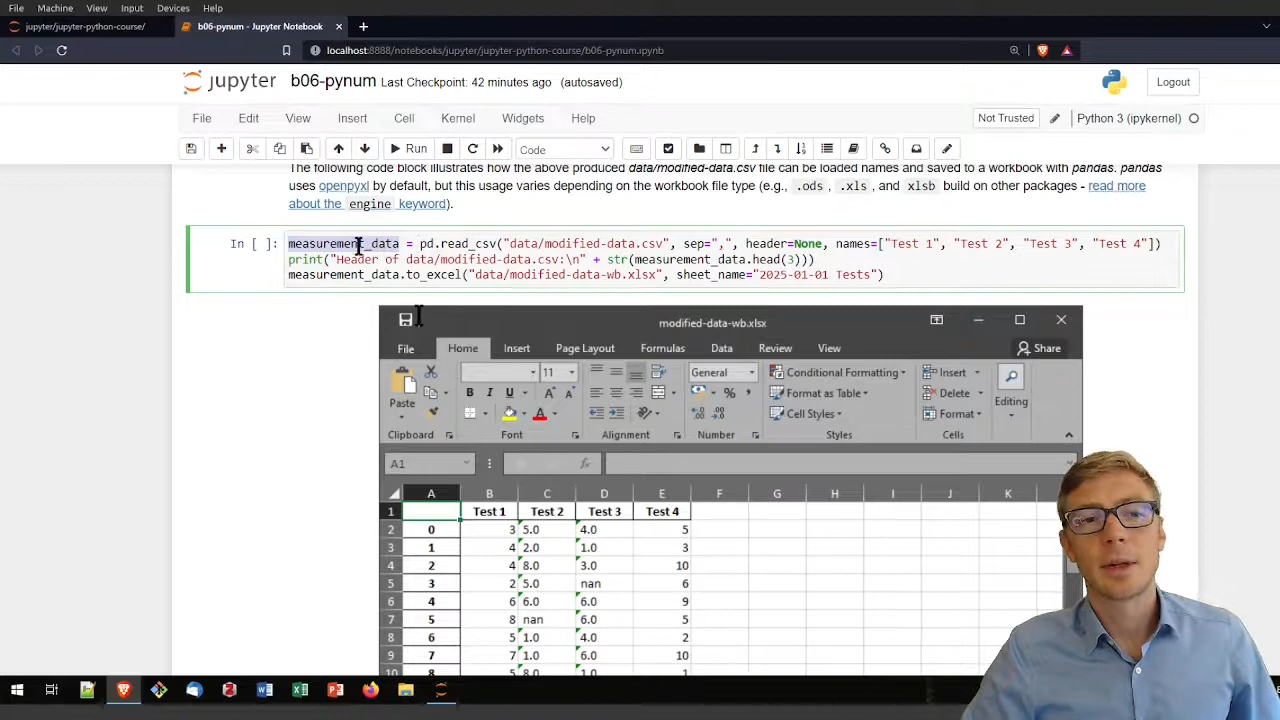 File Machine View Input Devices Help
jupyter/jupyter-python-course/ b06-pynum - Jupyter Notebook
localhost:8888/notebooks/jupyter/jupyter-python-course/b06-pynum.ipynb
jupyter b06-pynum Last Checkpoint: 42 minutes ago (autosaved) Logout
File Edit View Insert Cell Kernel Widgets Help Not Trusted Python 3 (ipykernel)
Run Code
The following code block illustrates how the above produced data/modified-data.csv file can be loaded names and saved to a workbook with pandas. pandas
uses openpyxl by default, but this usage varies depending on the workbook file type (e.g., .ods, .xls, and xlsb build on other packages - read more
about the engine keyword).
In [ ]: measurement_data = pd.read_csv("data/modified-data.csv", sep=",", header=None, names=["Test 1", "Test 2", "Test 3", "Test 4"])
print("Header of data/modified-data.csv:\n" + str(measurement_data.head(3)))
measurement_data.to_excel("data/modified-data-wb.xlsx", sheet_name="2025-01-01 Tests")
modified-data-wb.xlsx
File Home Insert Page Layout Formulas Data Review View Share
11 General Conditional Formatting Insert
Paste B I U % Format as Table Delete Editing
Cell Styles Format
Clipboard Font Alignment Number Styles Cells
A1 fx
A B C D E F G H I J K
1 Test 1 Test 2 Test 3 Test 4
2 0 3 5.0 4.0 5
3 1 4 2.0 1.0 3
4 2 4 8.0 3.0 10
5 3 2 5.0 nan 6
6 4 6 6.0 6.0 9
7 5 8 nan 6.0 5
8 6 5 1.0 4.0 2
9 7 7 1.0 6.0 10
10 8 5 8.0 1.0 1